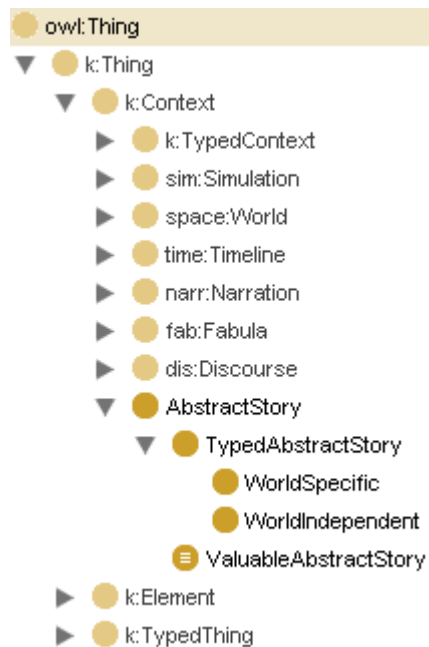 owl:Thing
k:Thing
k:Context
k:TypedContext
sim:Simulation
space:World
time:Timeline
narr:Narration
fab:Fabula
dis:Discourse
AbstractStory
TypedAbstractStory
WorldSpecific
WorldIndependent
ValuableAbstractStory
k:Element
k:TypedThing